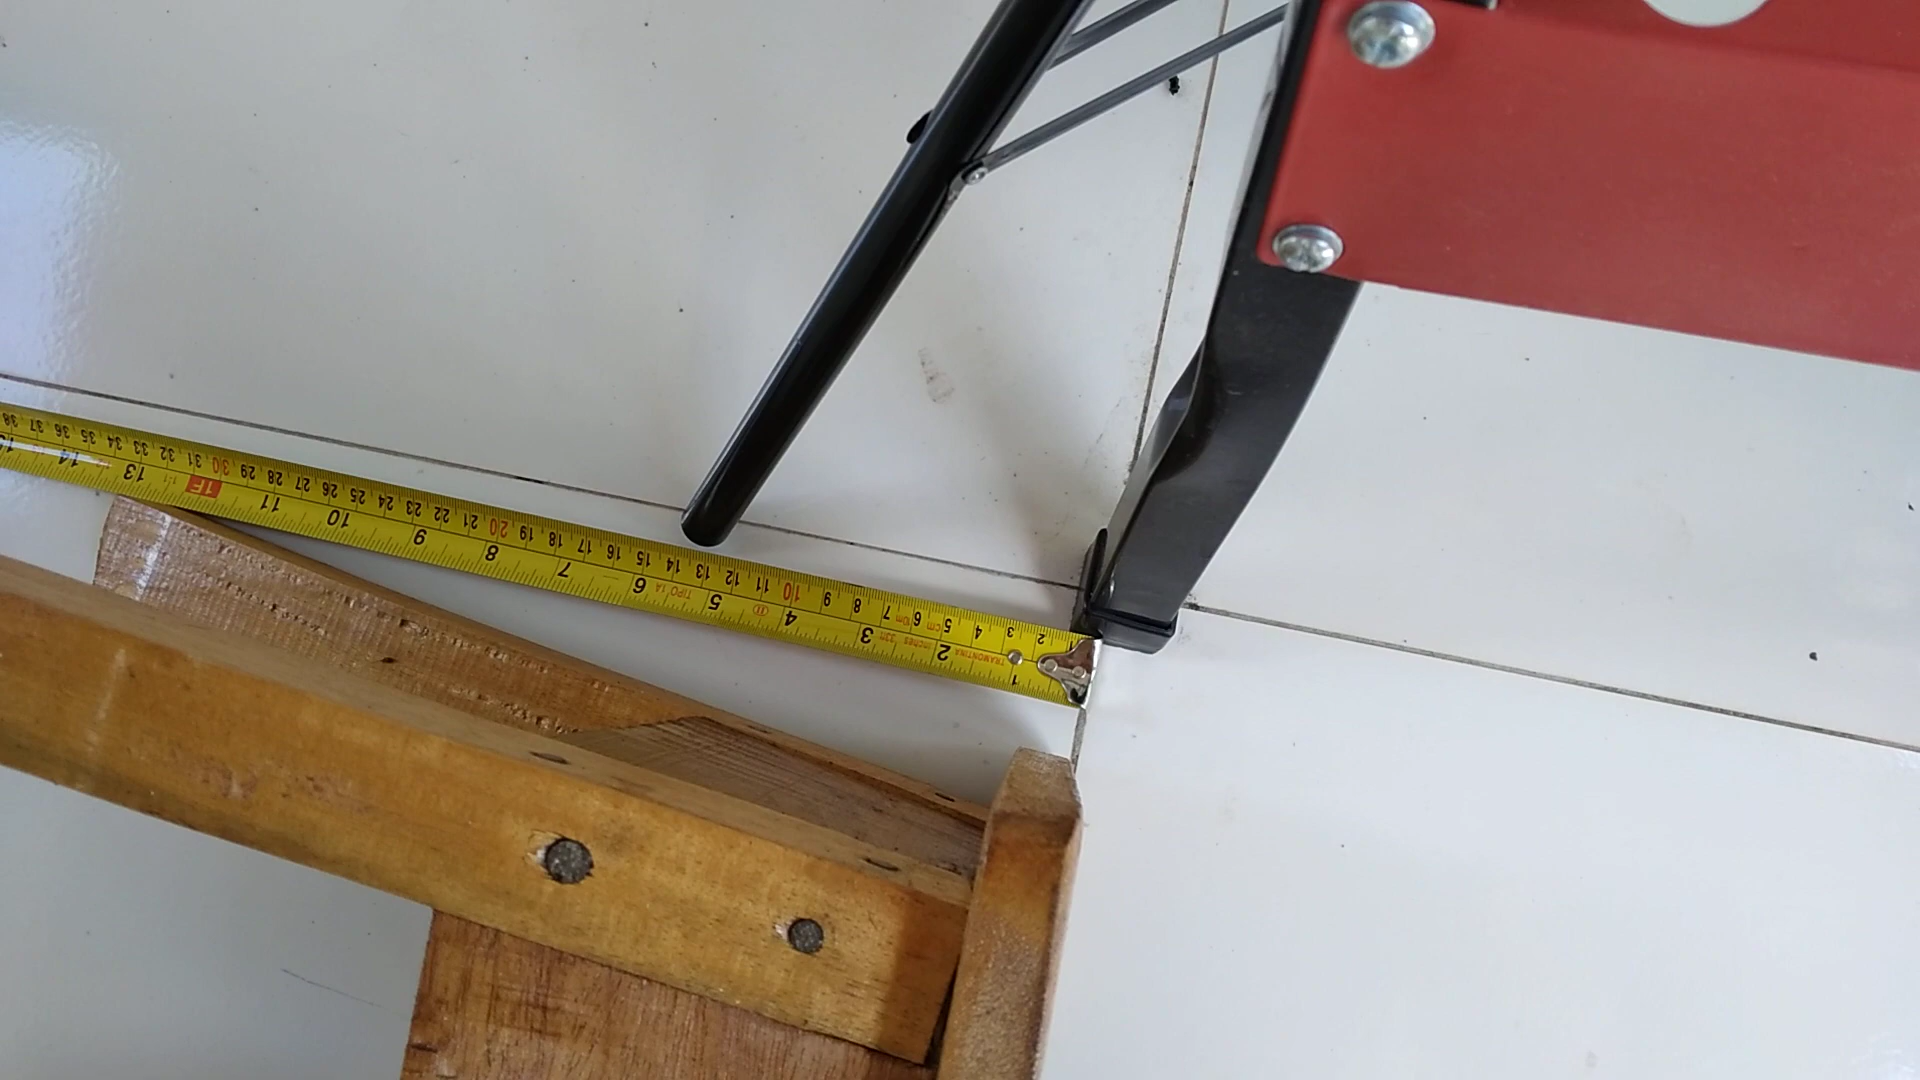 1 TRAMONTINA 2 INCHES 33ft 3 4 II 5 TIPO 1A 6 7 8 9 10 11 1F 13 14
2 3 4 5 cm 6 10m 7 8 9 10 11 12 13 14 15 16 17 18 19 20 21 22 23 24 25 26 27 28 29 30 31 32 33 34 35 36 37 38